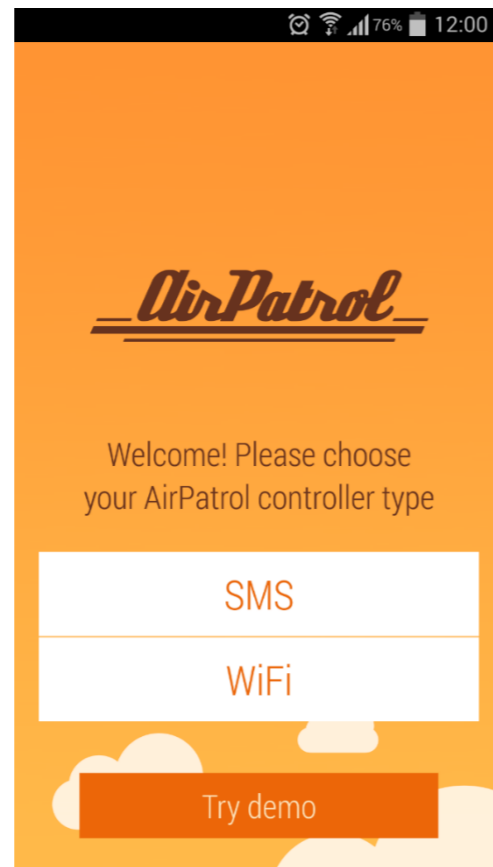 76% 12:00
AirPatrol
Welcome! Please choose
your AirPatrol controller type
SMS
WiFi
Try demo